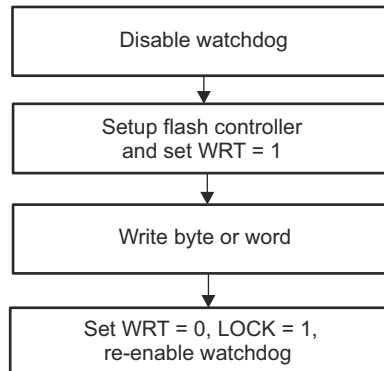 Disable watchdog
Setup flash controller
and set WRT = 1
Write byte or word
Set WRT = 0, LOCK = 1,
re-enable watchdog